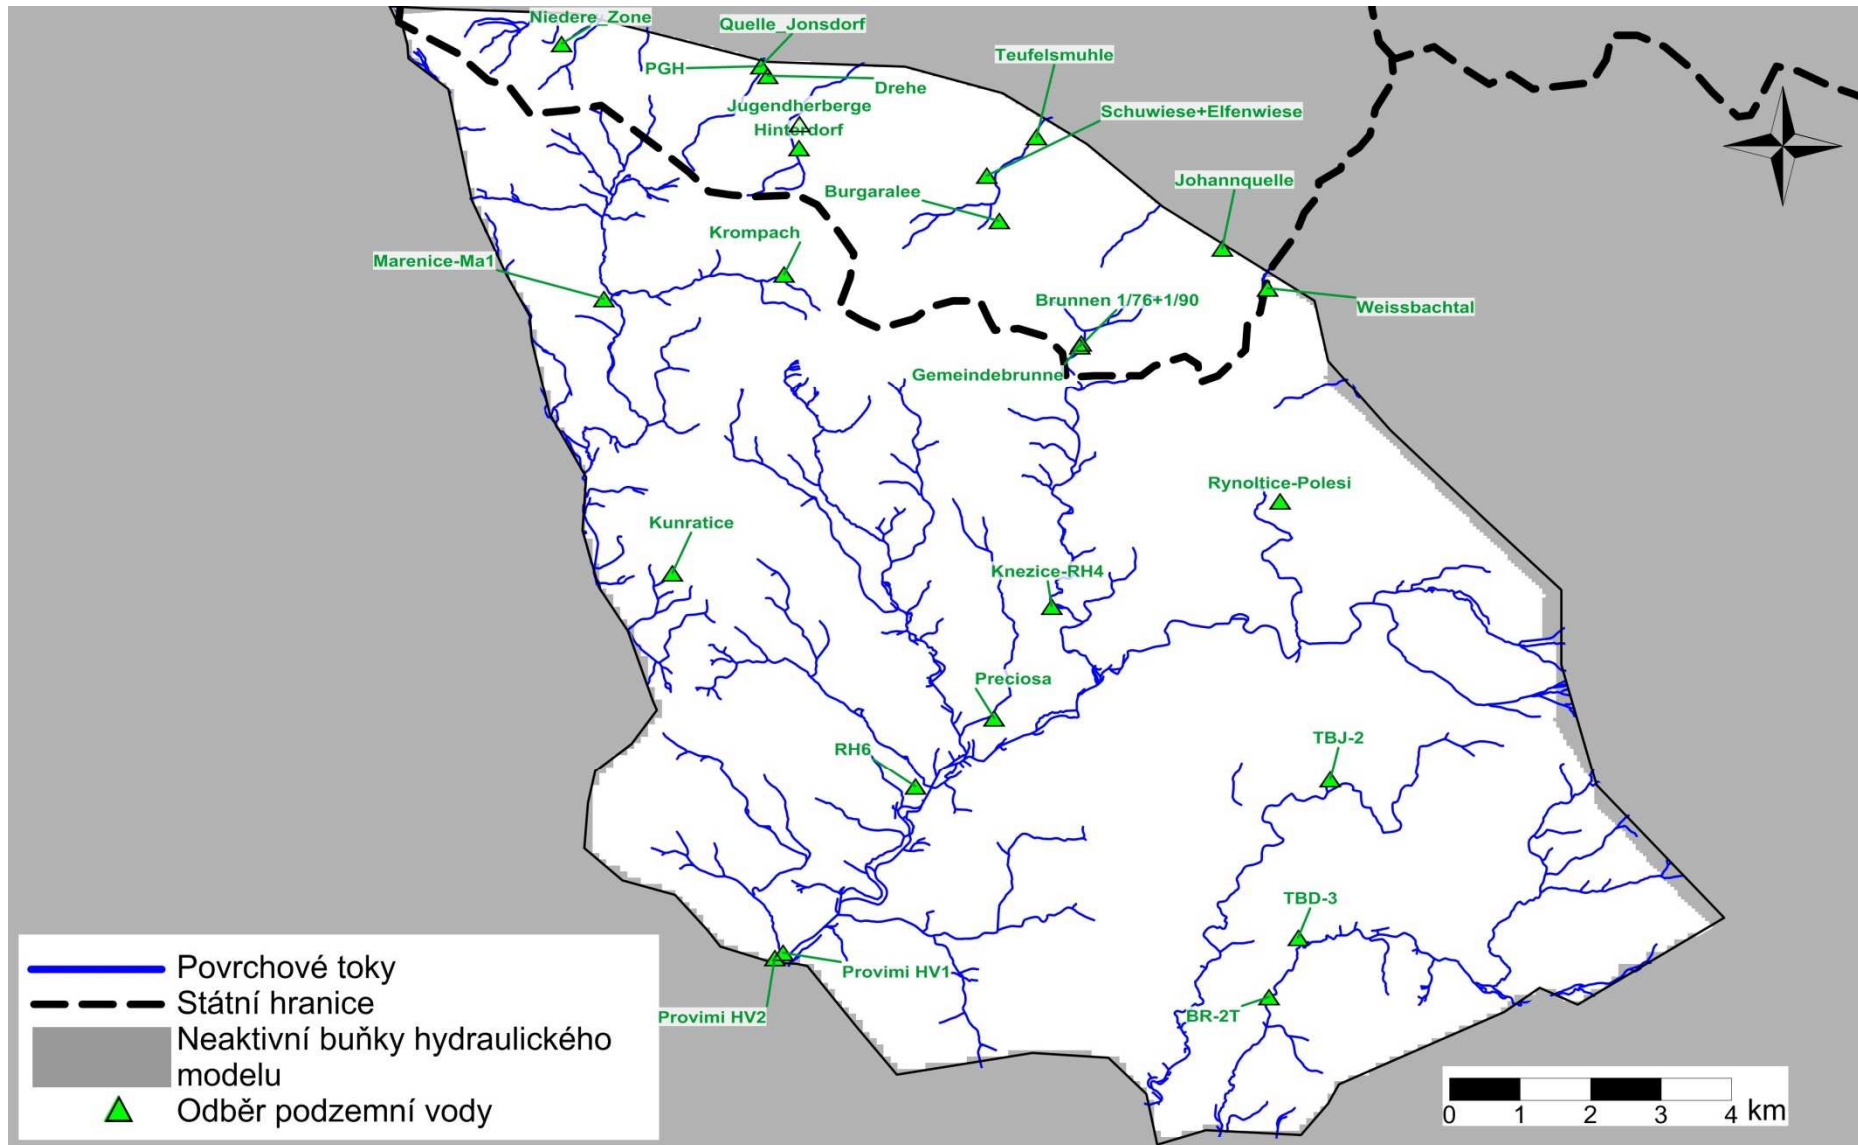 Niedere_Zone
Quelle_Jonsdorf
PGH
Drehe
Teufelsmuhle
Jugendherberge
Schuwiese+Elfenwiese
Hinterdorf
Johannquelle
Burgaralee
Krompach
Marenice-Ma1
Brunnen 1/76+1/90
Weissbachtal
Gemeindebrunne
Rynoltice-Polesi
Kunratice
Knezice-RH4
Preciosa
RH6
TBJ-2
TBD-3
Provimi HV1
Provimi HV2
BR-2T
Povrchové toky
Státní hranice
Neaktivní buňky hydraulického
modelu
Odběr podzemní vody
0 1 2 3 4 km